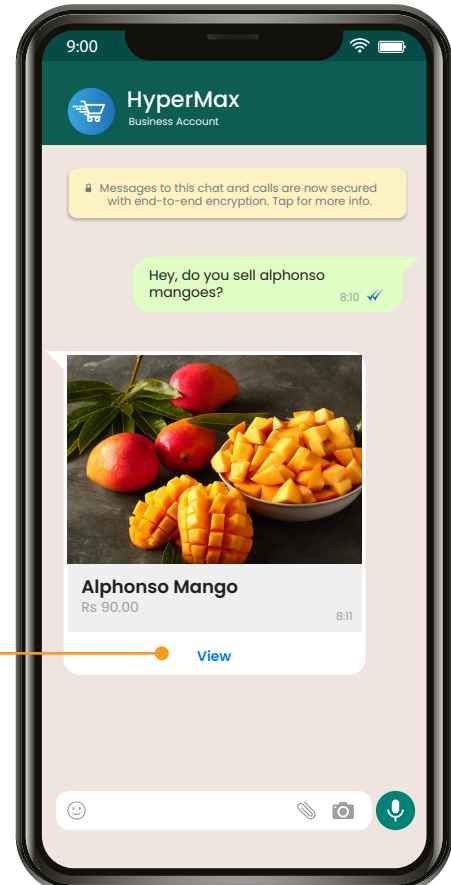 9:00
HyperMax
Business Account
Messages to this chat and calls are now secured
with end-to-end encryption. Tap for more info.
Hey, do you sell alphonso
mangoes?
8:10
Alphonso Mango
Rs 90.00
8:11
View